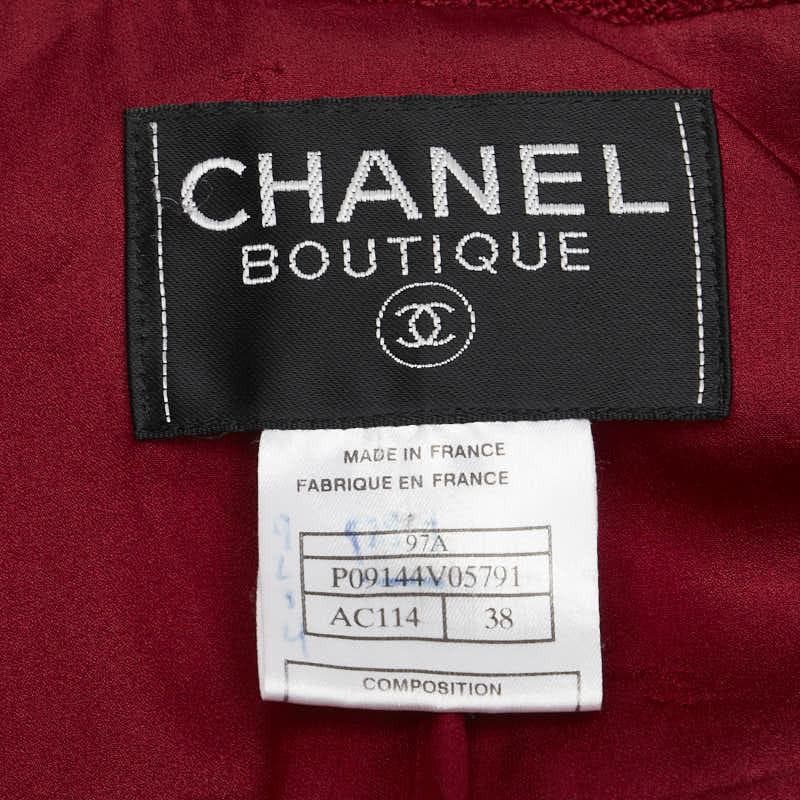 CHANEL
BOUTIQUE
MADE IN FRANCE
FABRIQUE EN FRANCE
97A
P09144V05791
AC114 38
COMPOSITION